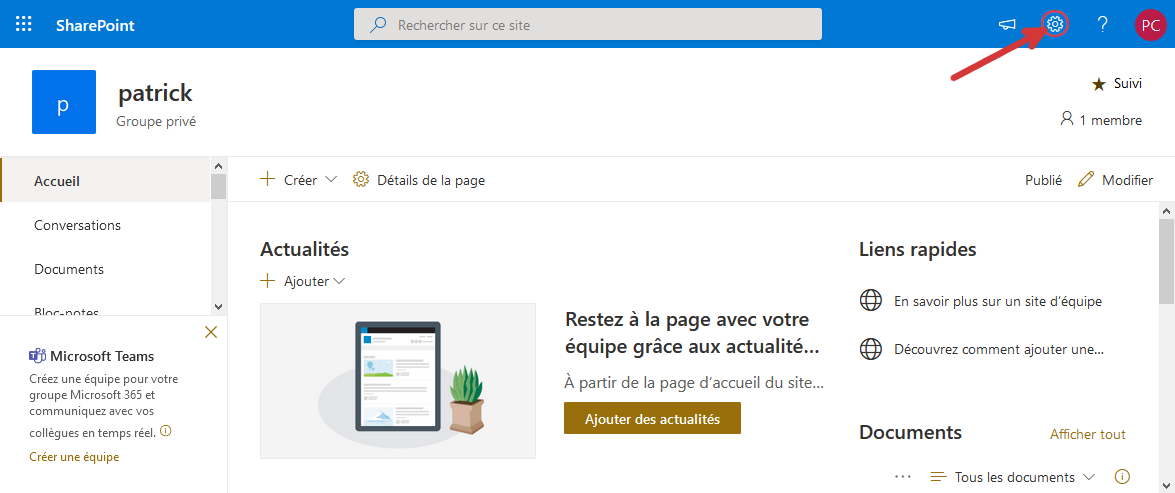 SharePoint
Rechercher sur ce site
?
PC
p
patrick
Groupe privé
Suivi
1 membre
Accueil
Conversations
Documents
Bloc-notes
Créer
Détails de la page
Publié
Modifier
Actualités
Ajouter
Restez à la page avec votre
équipe grâce aux actualité...
À partir de la page d'accueil du site...
Ajouter des actualités
Liens rapides
En savoir plus sur un site d'équipe
Découvrez comment ajouter une...
Documents
Afficher tout
Tous les documents
Microsoft Teams
Créez une équipe pour votre
groupe Microsoft 365 et
communiquez avec vos
collègues en temps réel.
Créer une équipe